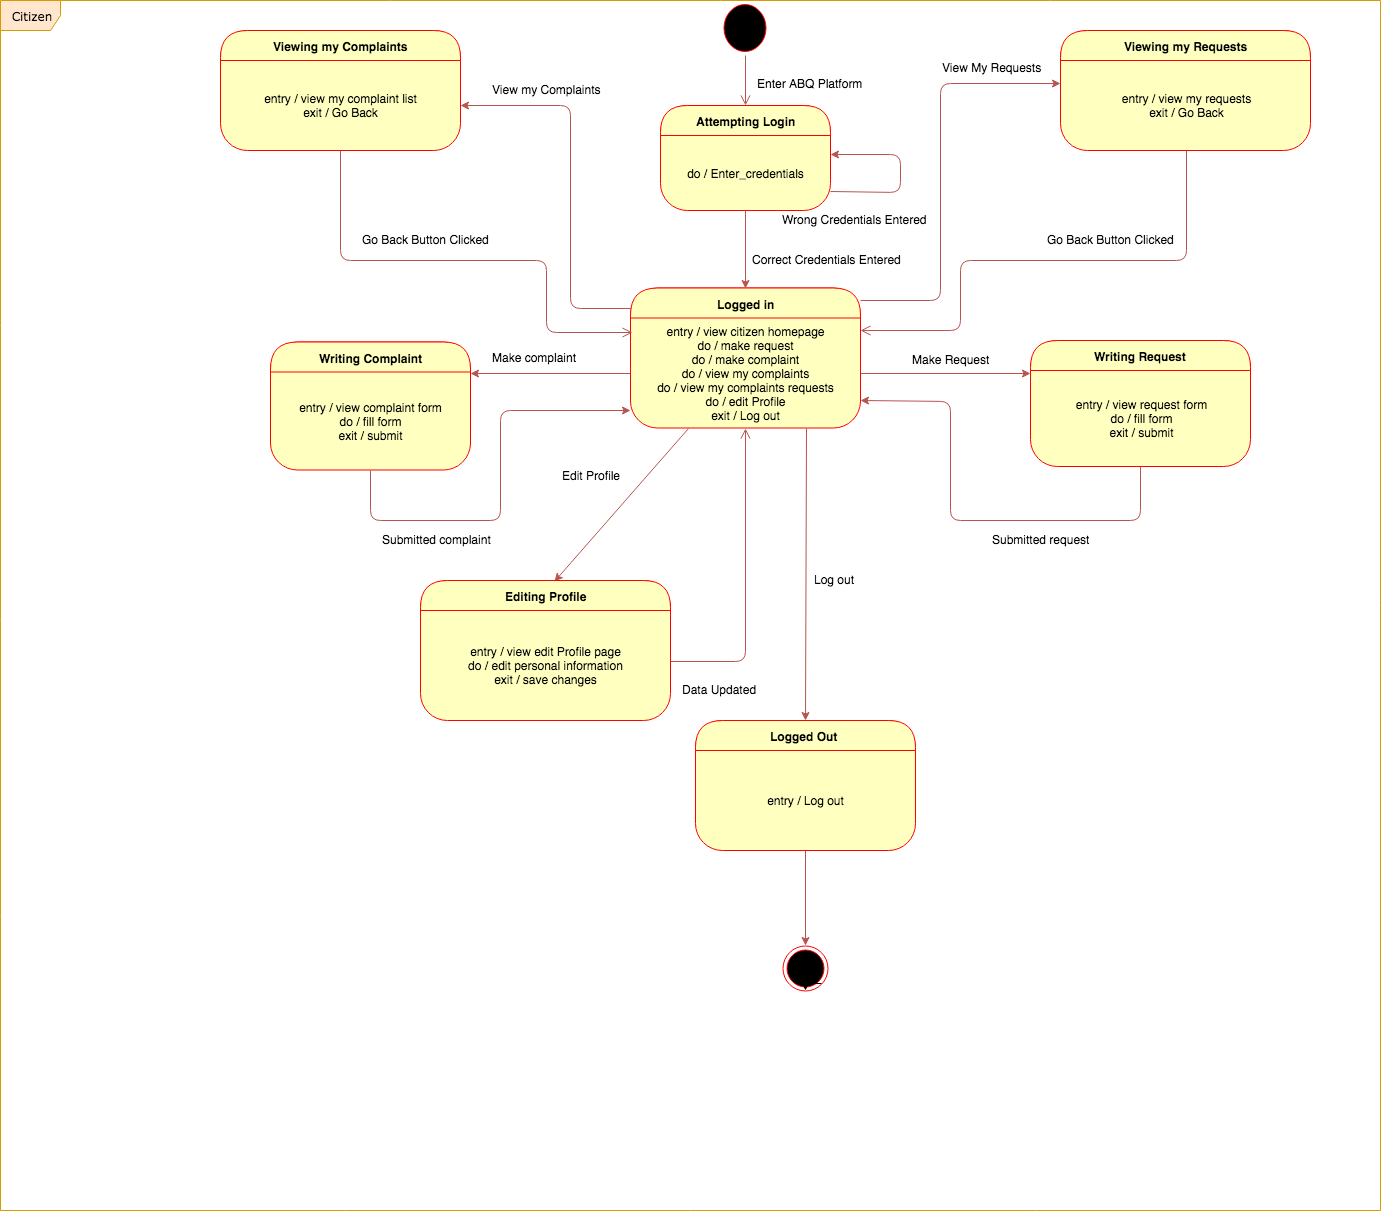 Citizen
Viewing my Complaints
entry / view my complaint list
exit / Go Back
View my Complaints
Enter ABQ Platform
Attempting Login
do / Enter_credentials
Wrong Credentials Entered
Correct Credentials Entered
View My Requests
Viewing my Requests
entry / view my requests
exit / Go Back
Go Back Button Clicked
Go Back Button Clicked
Logged in
entry / view citizen homepage
do / make request
do / make complaint
do / view my complaints
do / view my complaints requests
do / edit Profile
exit / Log out
Writing Complaint
entry / view complaint form
do / fill form
exit / submit
Make complaint
Make Request
Writing Request
entry / view request form
do / fill form
exit / submit
Edit Profile
Submitted complaint
Submitted request
Log out
Editing Profile
entry / view edit Profile page
do / edit personal information
exit / save changes
Data Updated
Logged Out
entry / Log out